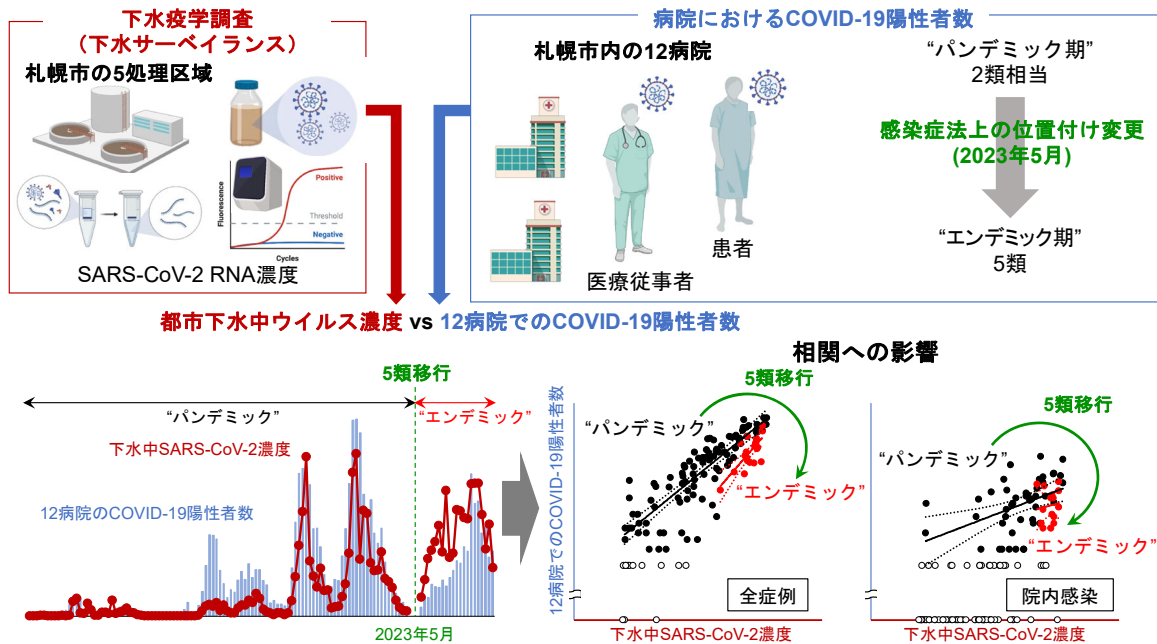 下水疫学調査
（下水サーベイランス）
札幌市の5処理区域
Fluorescence
Positive
Threshold
Negative
Cycles
SARS-CoV-2 RNA濃度
病院におけるCOVID-19陽性者数
札幌市内の12病院
医療従事者
患者
“パンデミック期”
2類相当
感染症法上の位置付け変更
(2023年5月)
“エンデミック期”
5類
都市下水中ウイルス濃度 vs 12病院でのCOVID-19陽性者数
5類移行
“パンデミック”
“エンデミック”
下水中SARS-CoV-2濃度
12病院のCOVID-19陽性者数
2023年5月
相関への影響
12病院でのCOVID-19陽性者数
5類移行
“パンデミック”
“エンデミック”
全症例
下水中SARS-CoV-2濃度
5類移行
“パンデミック”
“エンデミック”
院内感染
下水中SARS-CoV-2濃度